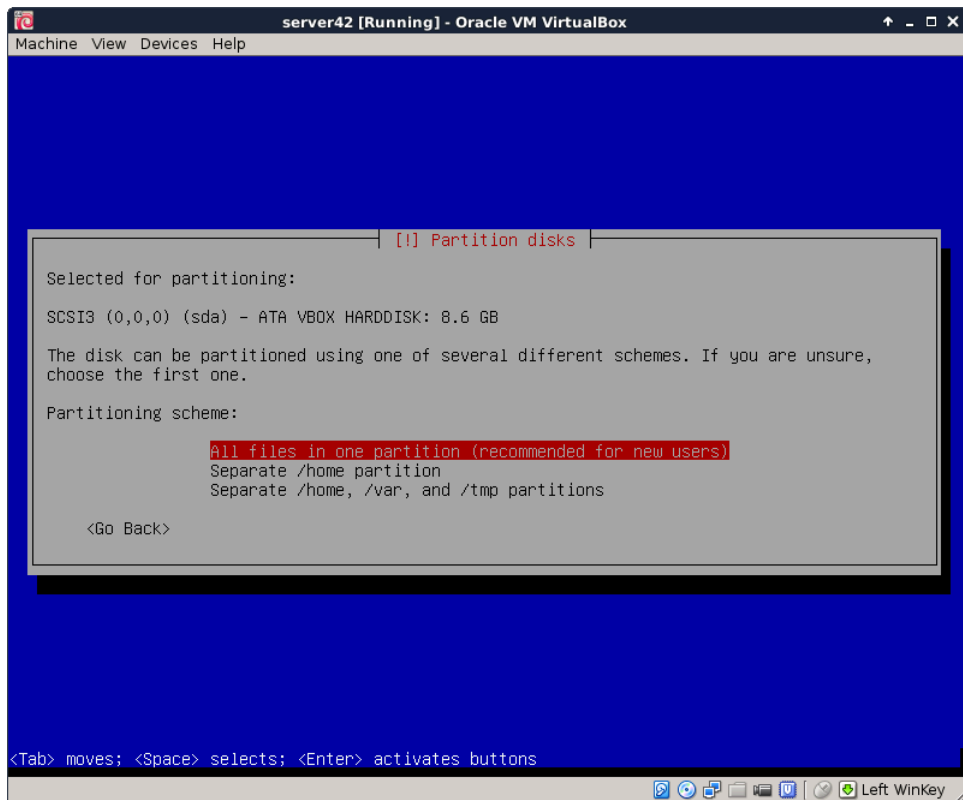 server42 [Running] - Oracle VM VirtualBox
Machine View Devices Help
[!] Partition disks
Selected for partitioning:
SCSI3 (0,0,0) (sda) - ATA VBOX HARDDISK: 8.6 GB
The disk can be partitioned using one of several different schemes. If you are unsure,
choose the first one.
Partitioning scheme:
All files in one partition (recommended for new users)
Separate /home partition
Separate /home, /var, and /tmp partitions
<Go Back>
<Tab> moves; <Space> selects; <Enter> activates buttons
Left WinKey